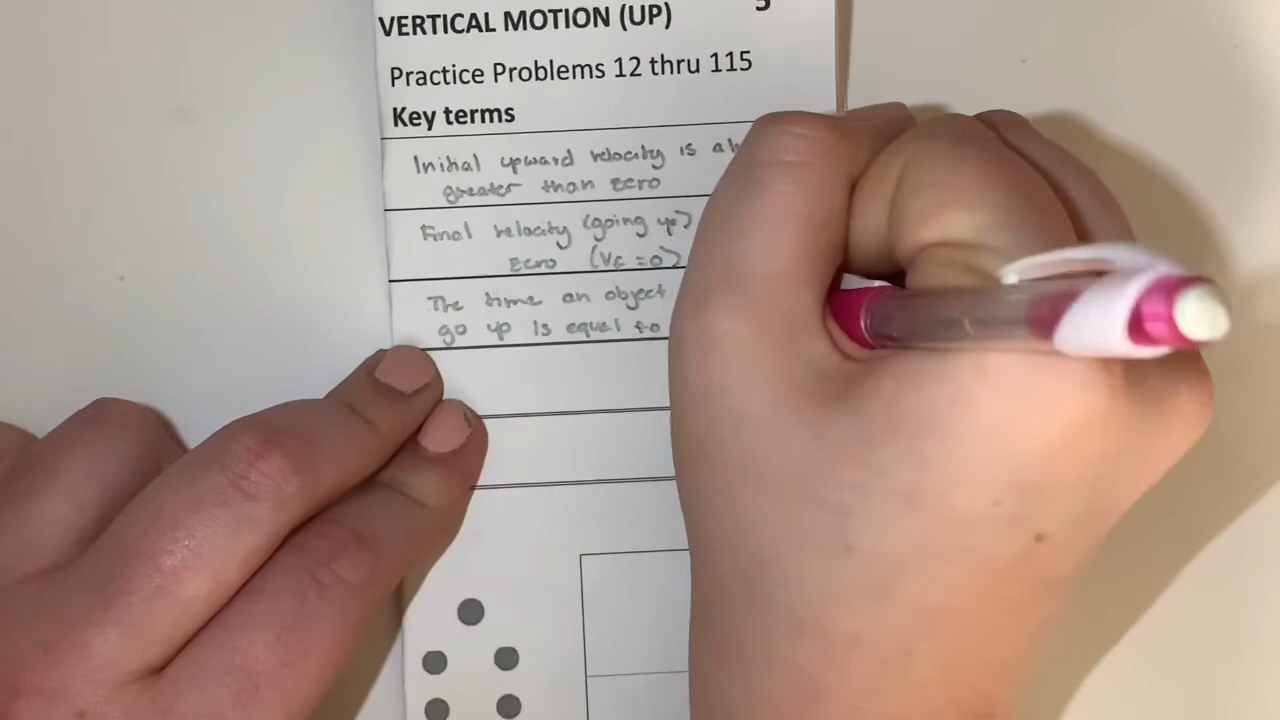 VERTICAL MOTION (UP) 5
Practice Problems 12 thru 115
Key terms
Initial upward velocity is
greater than zero
Final velocity (going up)
zero (Vf =0)
The time an object
go up is equal to